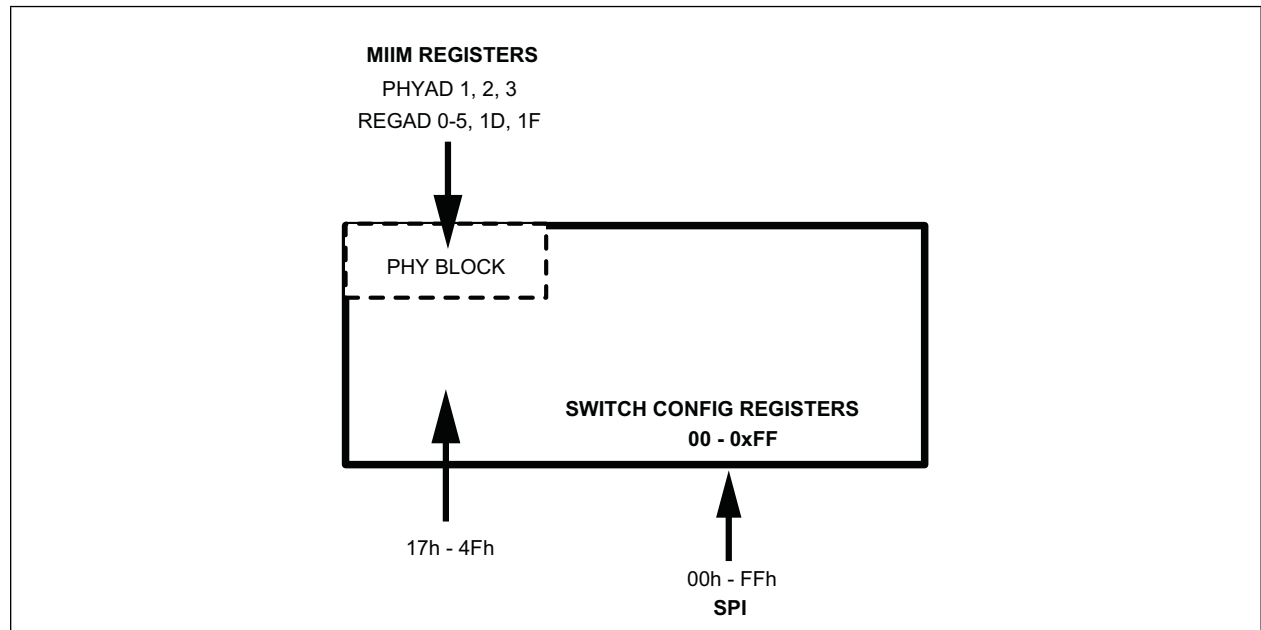 MIIM REGISTERS
PHYAD 1, 2, 3
REGAD 0-5, 1D, 1F
PHY BLOCK
SWITCH CONFIG REGISTERS
00 - 0xFF
17h - 4Fh
00h - FFh
SPI